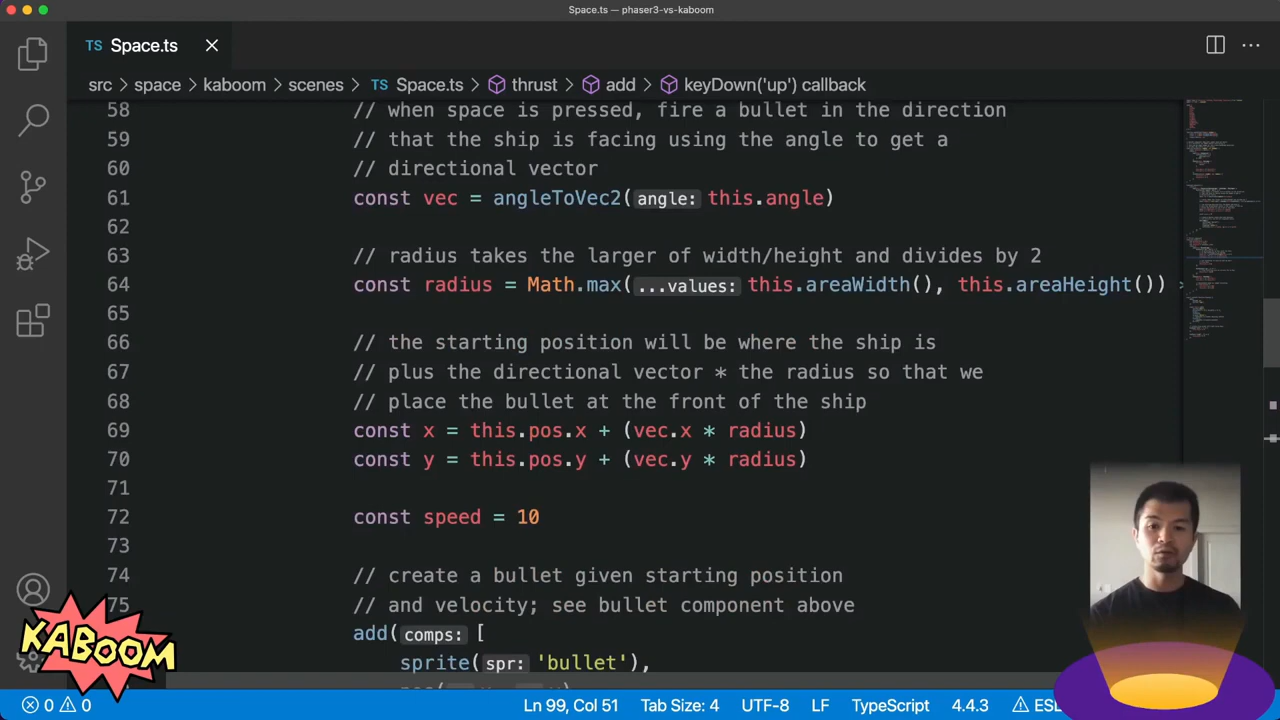 Space.ts — phaser3-vs-kaboom
TS Space.ts ×
src > space > kaboom > scenes > TS Space.ts > thrust > add > keyDown('up') callback
58 // when space is pressed, fire a bullet in the direction
59 // that the ship is facing using the angle to get a
60 // directional vector
61 const vec = angleToVec2(angle: this.angle)
62
63 // radius takes the larger of width/height and divides by 2
64 const radius = Math.max(...values: this.areaWidth(), this.areaHeight())
65
66 // the starting position will be where the ship is
67 // plus the directional vector * the radius so that we
68 // place the bullet at the front of the ship
69 const x = this.pos.x + (vec.x * radius)
70 const y = this.pos.y + (vec.y * radius)
71
72 const speed = 10
73
74 // create a bullet given starting position
75 // and velocity; see bullet component above
add(comps: [
sprite(spr: 'bullet'),
KABOOM
0 0 Ln 99, Col 51 Tab Size: 4 UTF-8 LF TypeScript 4.4.3 ESL